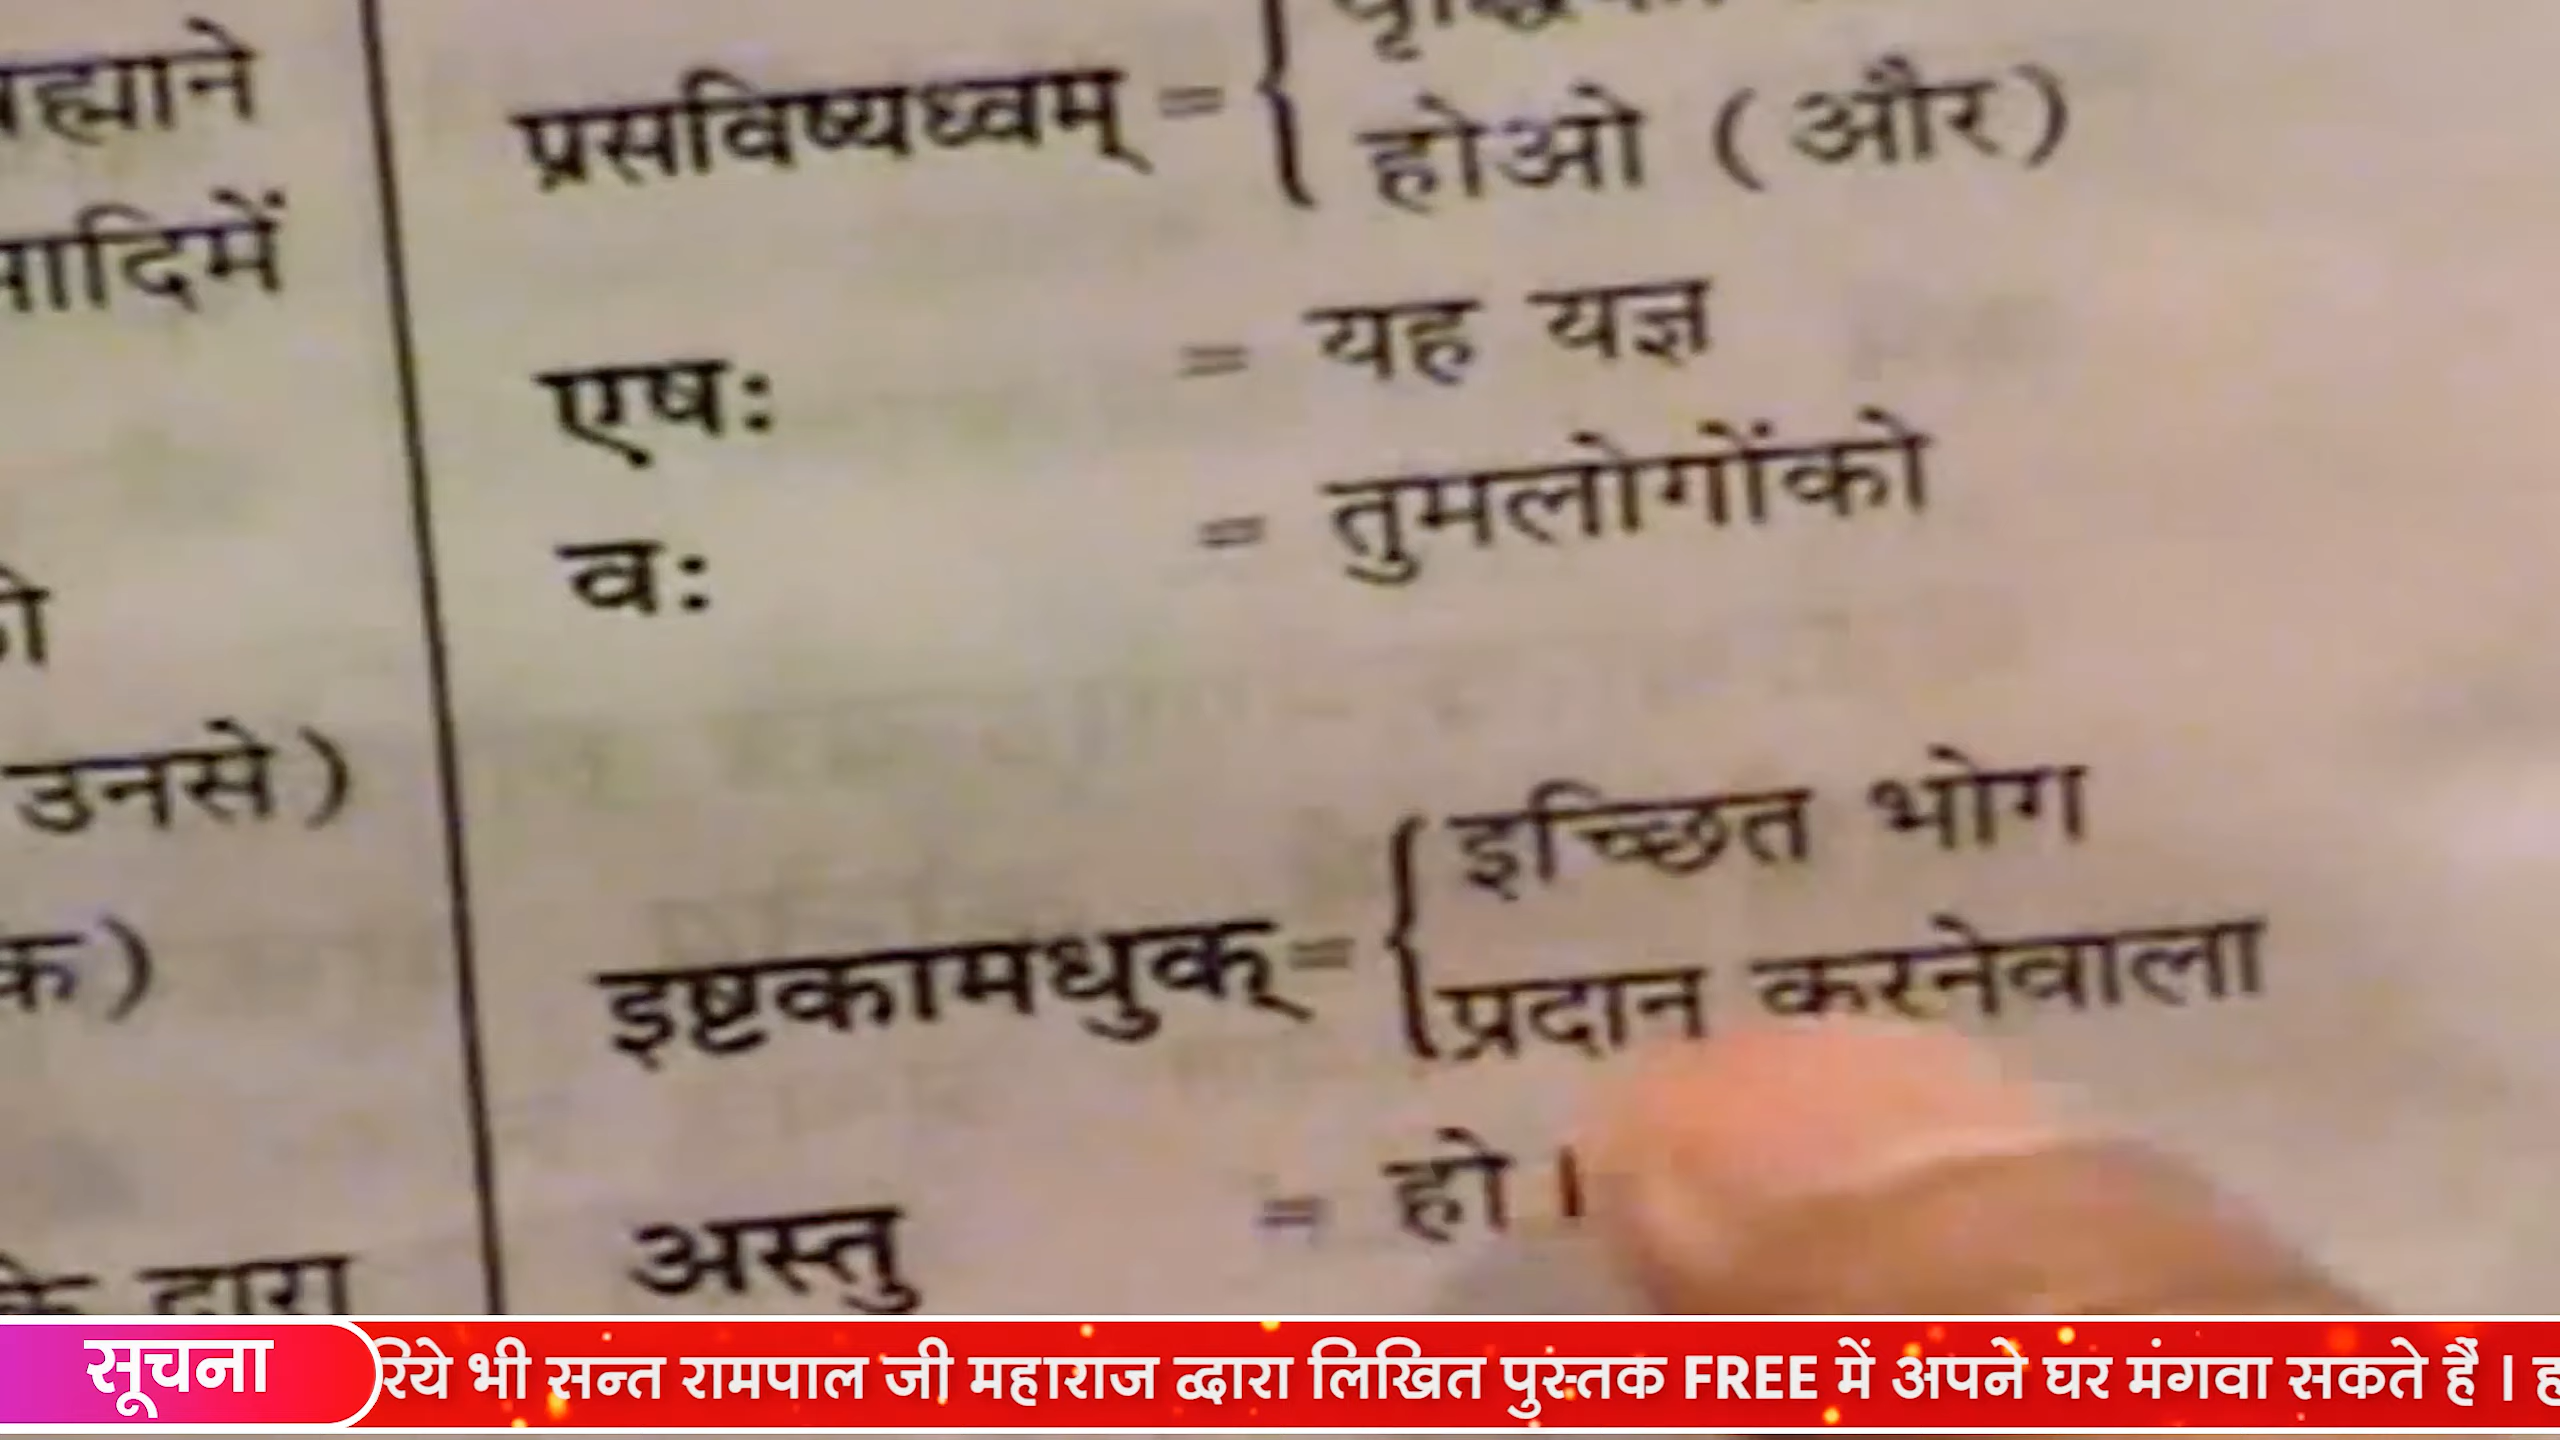 उनसे)
प्रसविष्यध्वम् = होओ (और)
एषः = यह यज्ञ
वः = तुमलोगोंको
इच्छित भोग
इष्टकामधुक् = प्रदान करनेवाला
अस्तु = हो ।
सूचना
भी सन्त रामपाल जी महाराज द्वारा लिखित पुस्तक FREE में अपने घर मंगवा सकते हैं ।